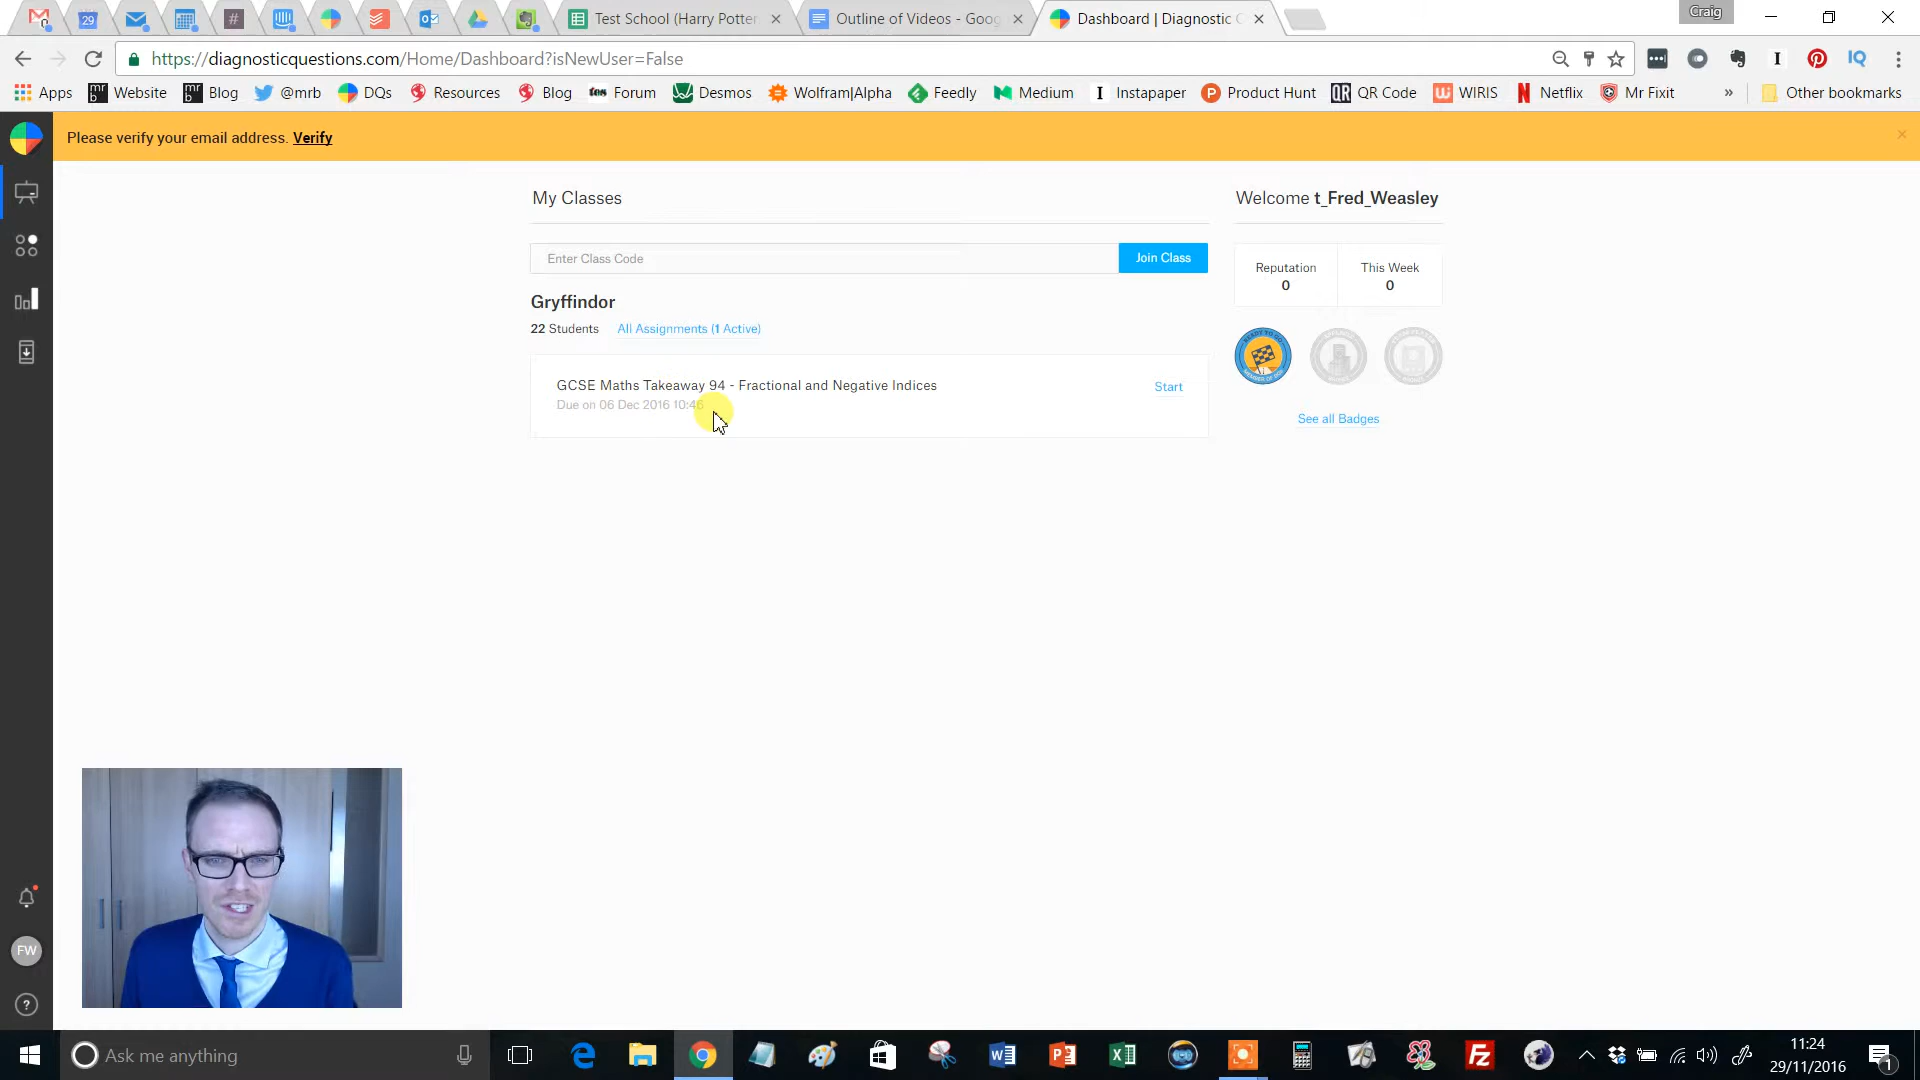 Test School (Harry Potter
Outline of Videos - Goog
Dashboard | Diagnostic
Craig
https://diagnosticquestions.com/Home/Dashboard?isNewUser=False
Apps
mrb Website
mrb Blog
@mrb
DQs
Resources
Blog
tes Forum
Desmos
Wolfram|Alpha
Feedly
Medium
I Instapaper
P Product Hunt
QR QR Code
WIRIS
N Netflix
Mr Fixit
»
Other bookmarks
Please verify your email address. Verify
My Classes
Welcome t_Fred_Weasley
Enter Class Code
Join Class
Reputation
0
This Week
0
Gryffindor
22 Students All Assignments (1 Active)
GCSE Maths Takeaway 94 - Fractional and Negative Indices
Start
Due on 06 Dec 2016 10:46
See all Badges
FW
?
Ask me anything
11:24
29/11/2016
1